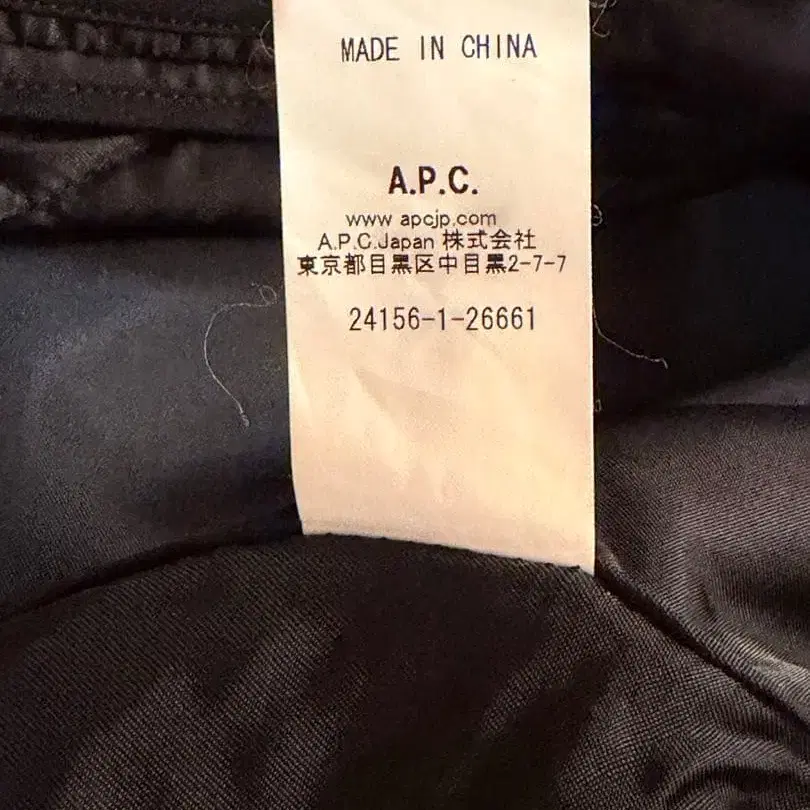 MADE IN CHINA
A.P.C.
www apcjp.com
A.P.C.Japan 株式会社
東京都目黒区中目黒2-7-7
24156-1-26661